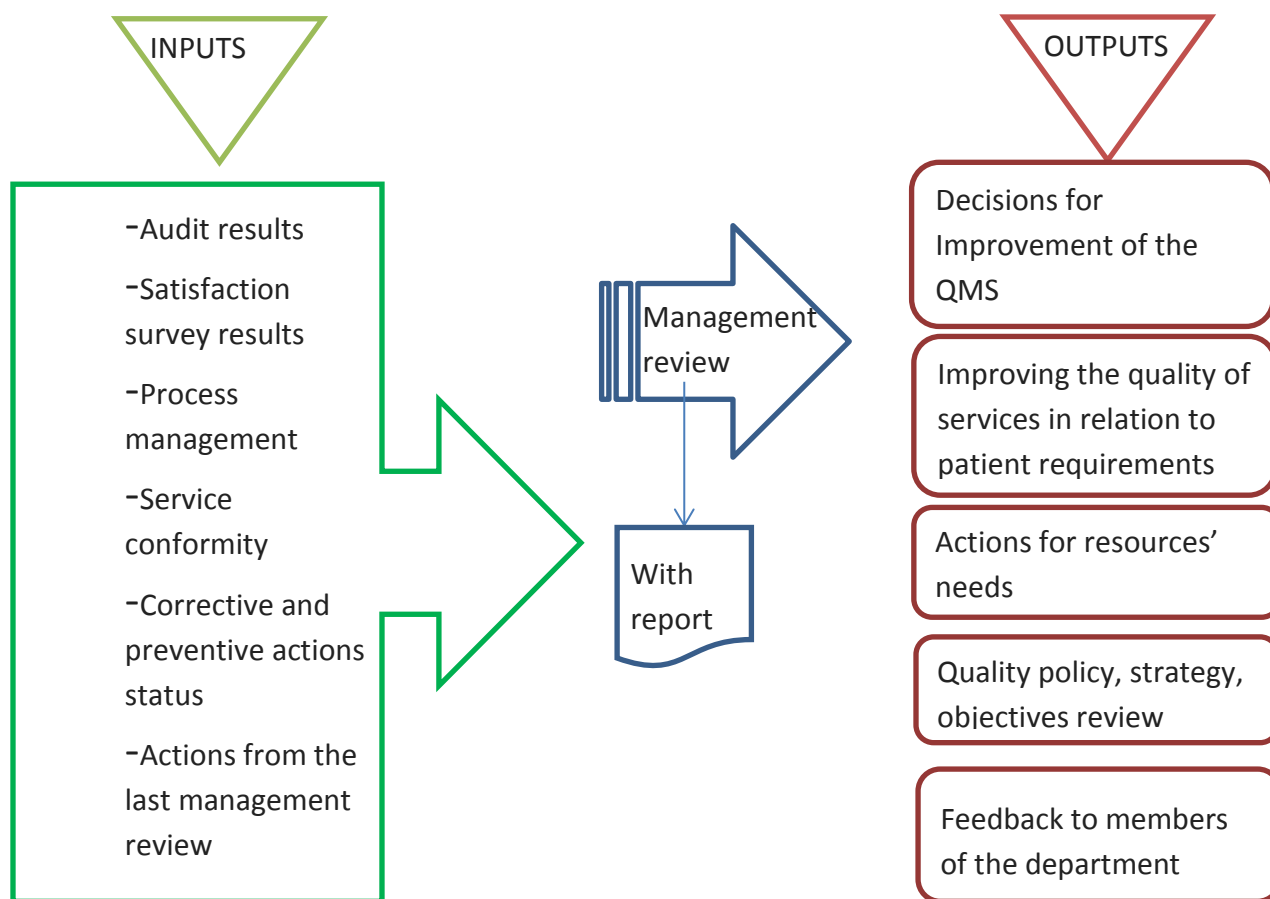 INPUTS
-Audit results
-Satisfaction
survey results
-Process
management
-Service
conformity
-Corrective and
preventive actions
status
-Actions from the
last management
review
Management
review
With
report
OUTPUTS
Decisions for
Improvement of the
QMS
Improving the quality of
services in relation to
patient requirements
Actions for resources’
needs
Quality policy, strategy,
objectives review
Feedback to members
of the department